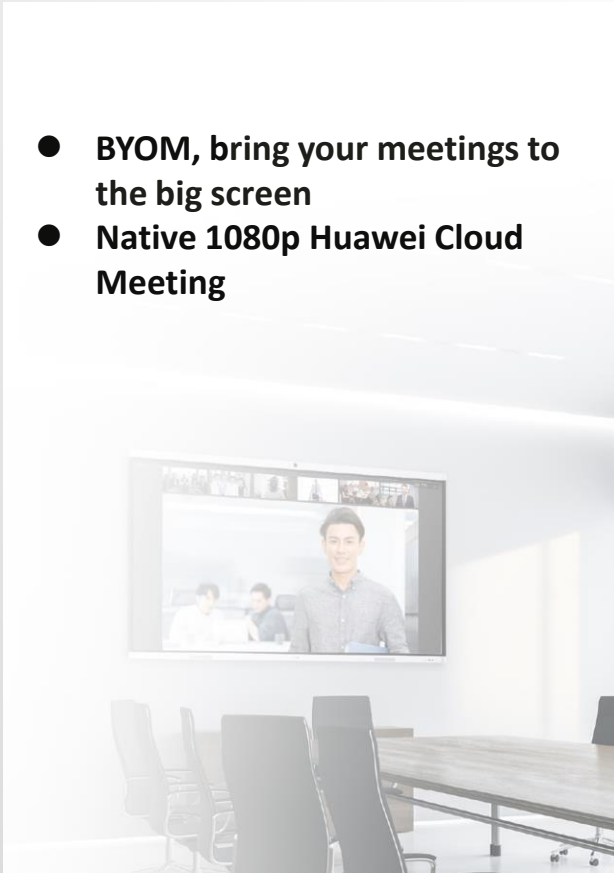 ● BYOM, bring your meetings to
the big screen
● Native 1080p Huawei Cloud
Meeting